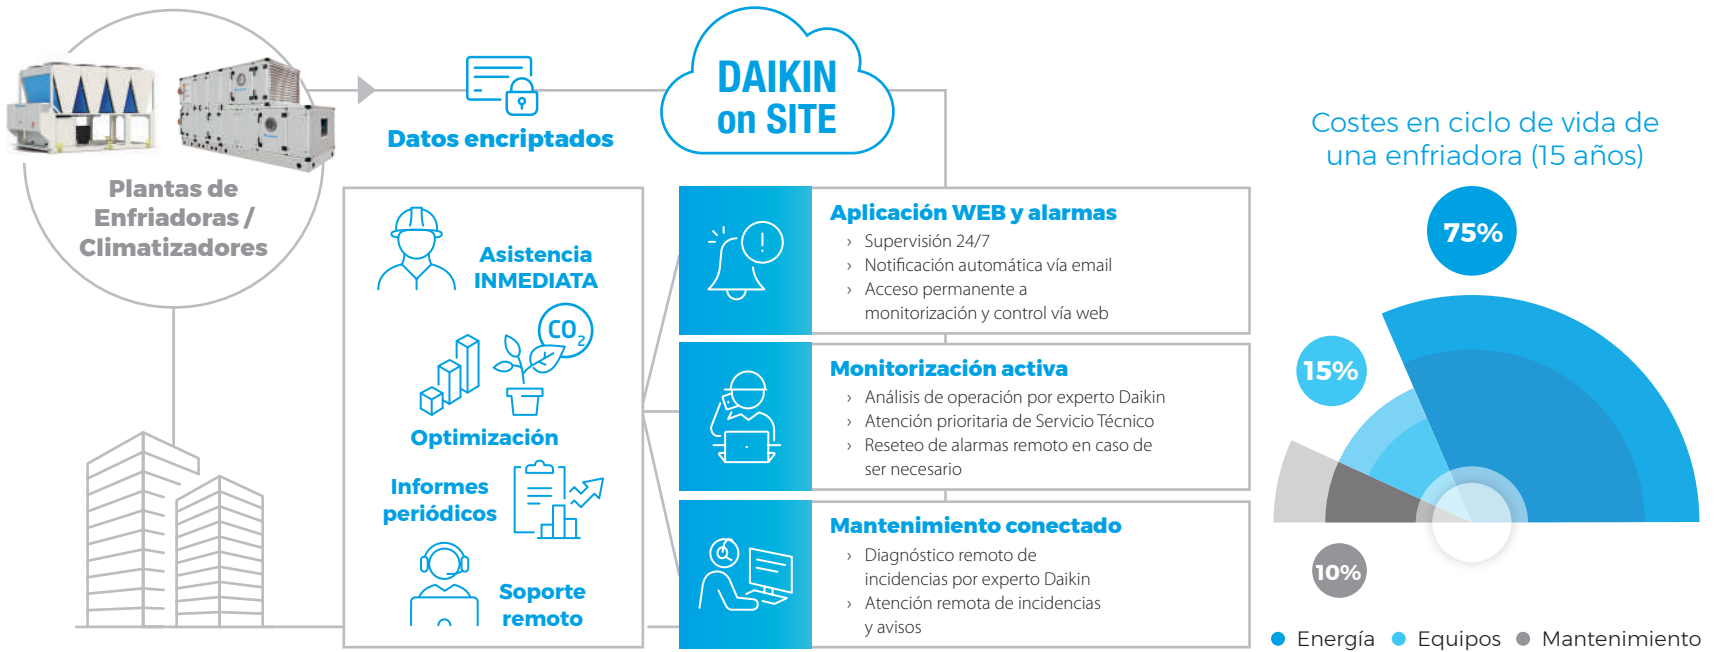 Plantas de
Enfriadoras /
Climatizadores
Datos encriptados
DAIKIN
on SITE
Asistencia
INMEDIATA
CO2
Optimización
Informes
periódicos
Soporte
remoto
Aplicación WEB y alarmas
› Supervisión 24/7
› Notificación automática vía email
› Acceso permanente a
monitorización y control vía web
Monitorización activa
› Análisis de operación por experto Daikin
› Atención prioritaria de Servicio Técnico
› Reseteo de alarmas remoto en caso de
ser necesario
Mantenimiento conectado
› Diagnóstico remoto de
incidencias por experto Daikin
› Atención remota de incidencias
y avisos
Costes en ciclo de vida de
una enfriadora (15 años)
75%
15%
10%
Energía
Equipos
Mantenimiento